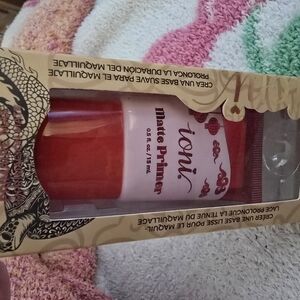 CREA UNA BASE SUAVE PARA EL MAQUILLAJE
PROLONGA LA DURACIÓN DEL MAQUILLAJE
ioni
Matte Primer
0.5 fl. oz. / 15 mL
CRÉER UNE BASE LISSE POUR LE MAQUIL-
LAGE PROLONGUE LA TENUE DU MAQUILLAGE